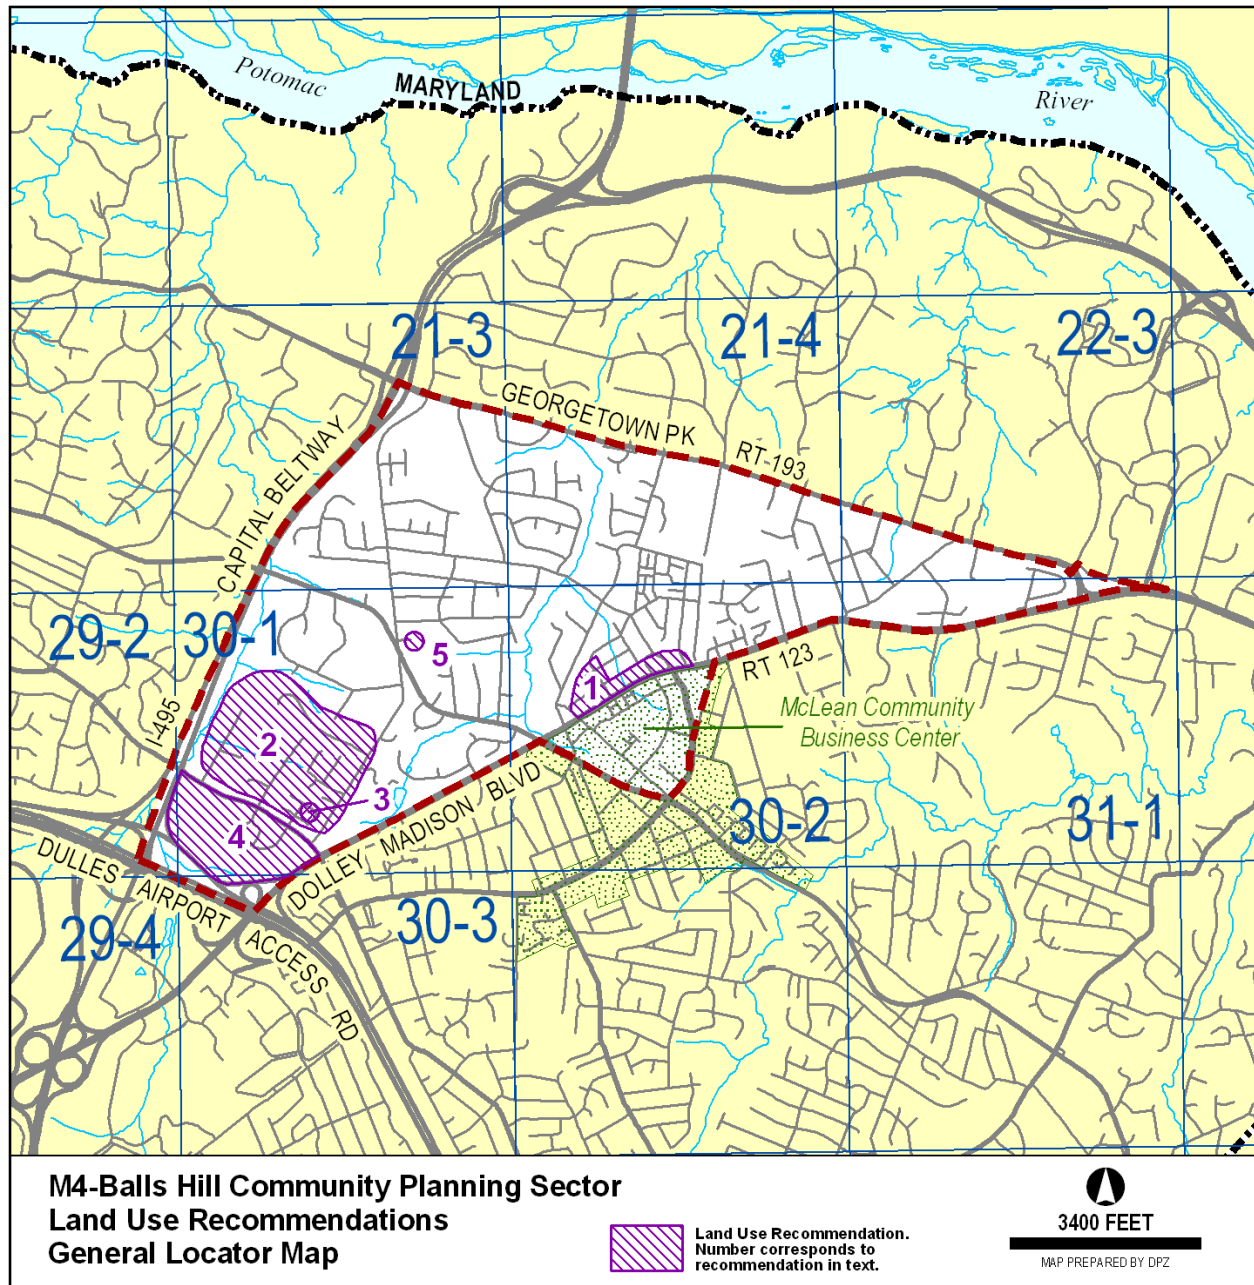 Potomac
MARYLAND
River
21-3
21-4
22-3
GEORGETOWN PK
RT 193
CAPITAL BELTWAY
29-2
30-1
5
1
RT 123
McLean Community
Business Center
I-495
2
3
4
DOLLEY MADISON BLVD
30-2
31-1
DULLES AIRPORT ACCESS RD
29-4
30-3
M4-Balls Hill Community Planning Sector
Land Use Recommendations
General Locator Map
Land Use Recommendation.
Number corresponds to
recommendation in text.
3400 FEET
MAP PREPARED BY DPZ